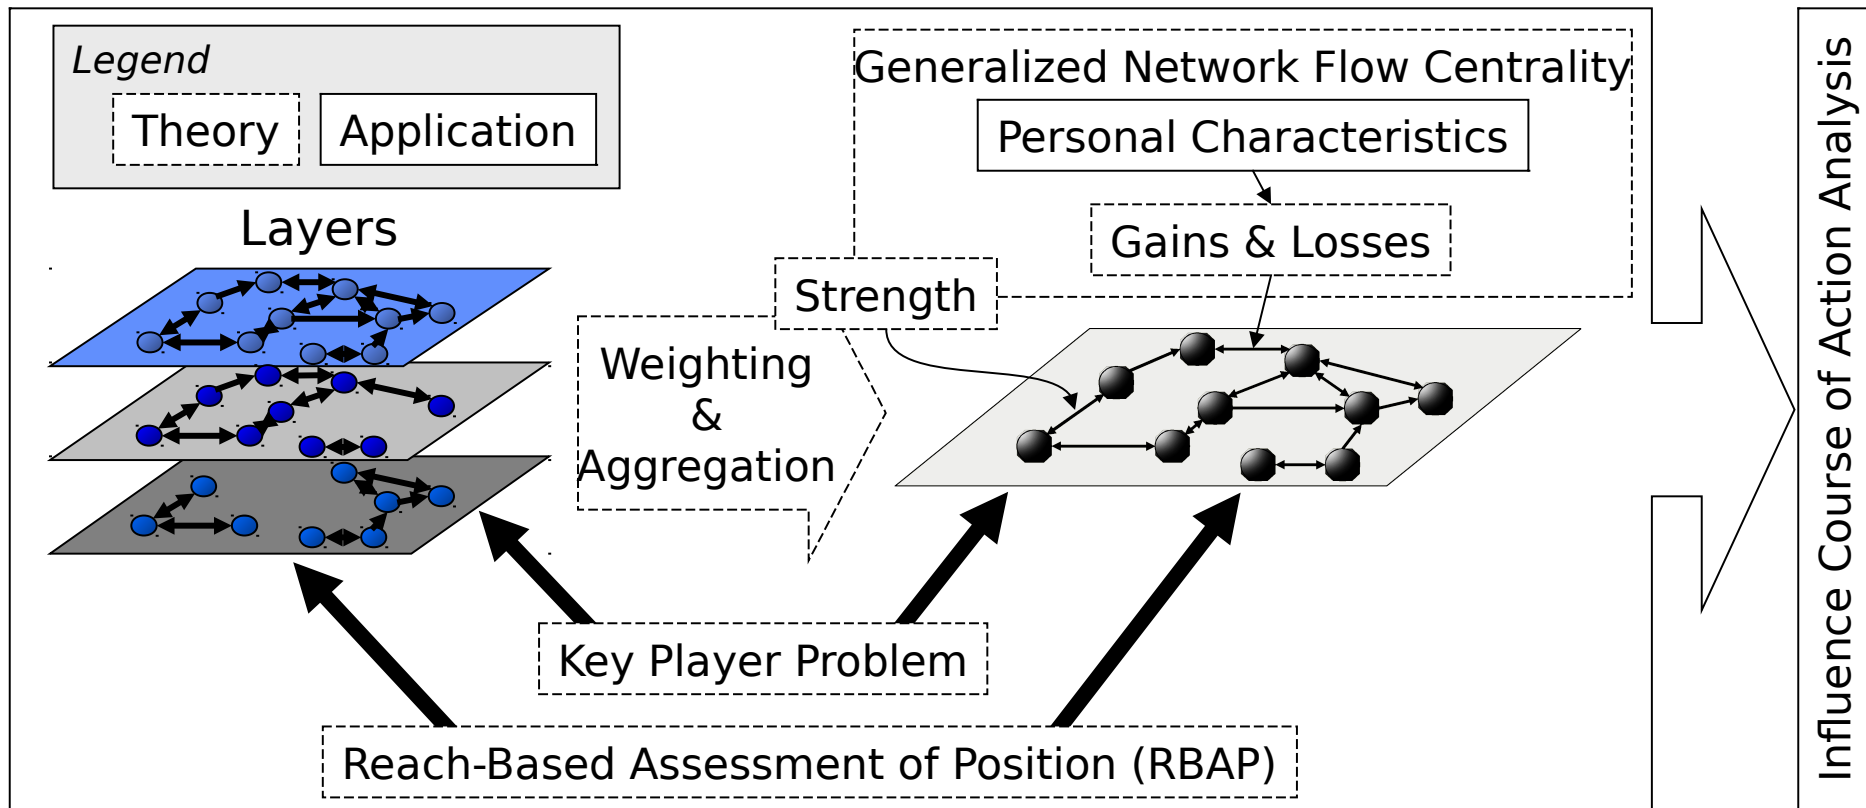 Legend
Theory
Application
Layers
Generalized Network Flow Centrality
Personal Characteristics
Gains & Losses
Strength
Weighting
&
Aggregation
Key Player Problem
Reach-Based Assessment of Position (RBAP)
Influence Course of Action Analysis